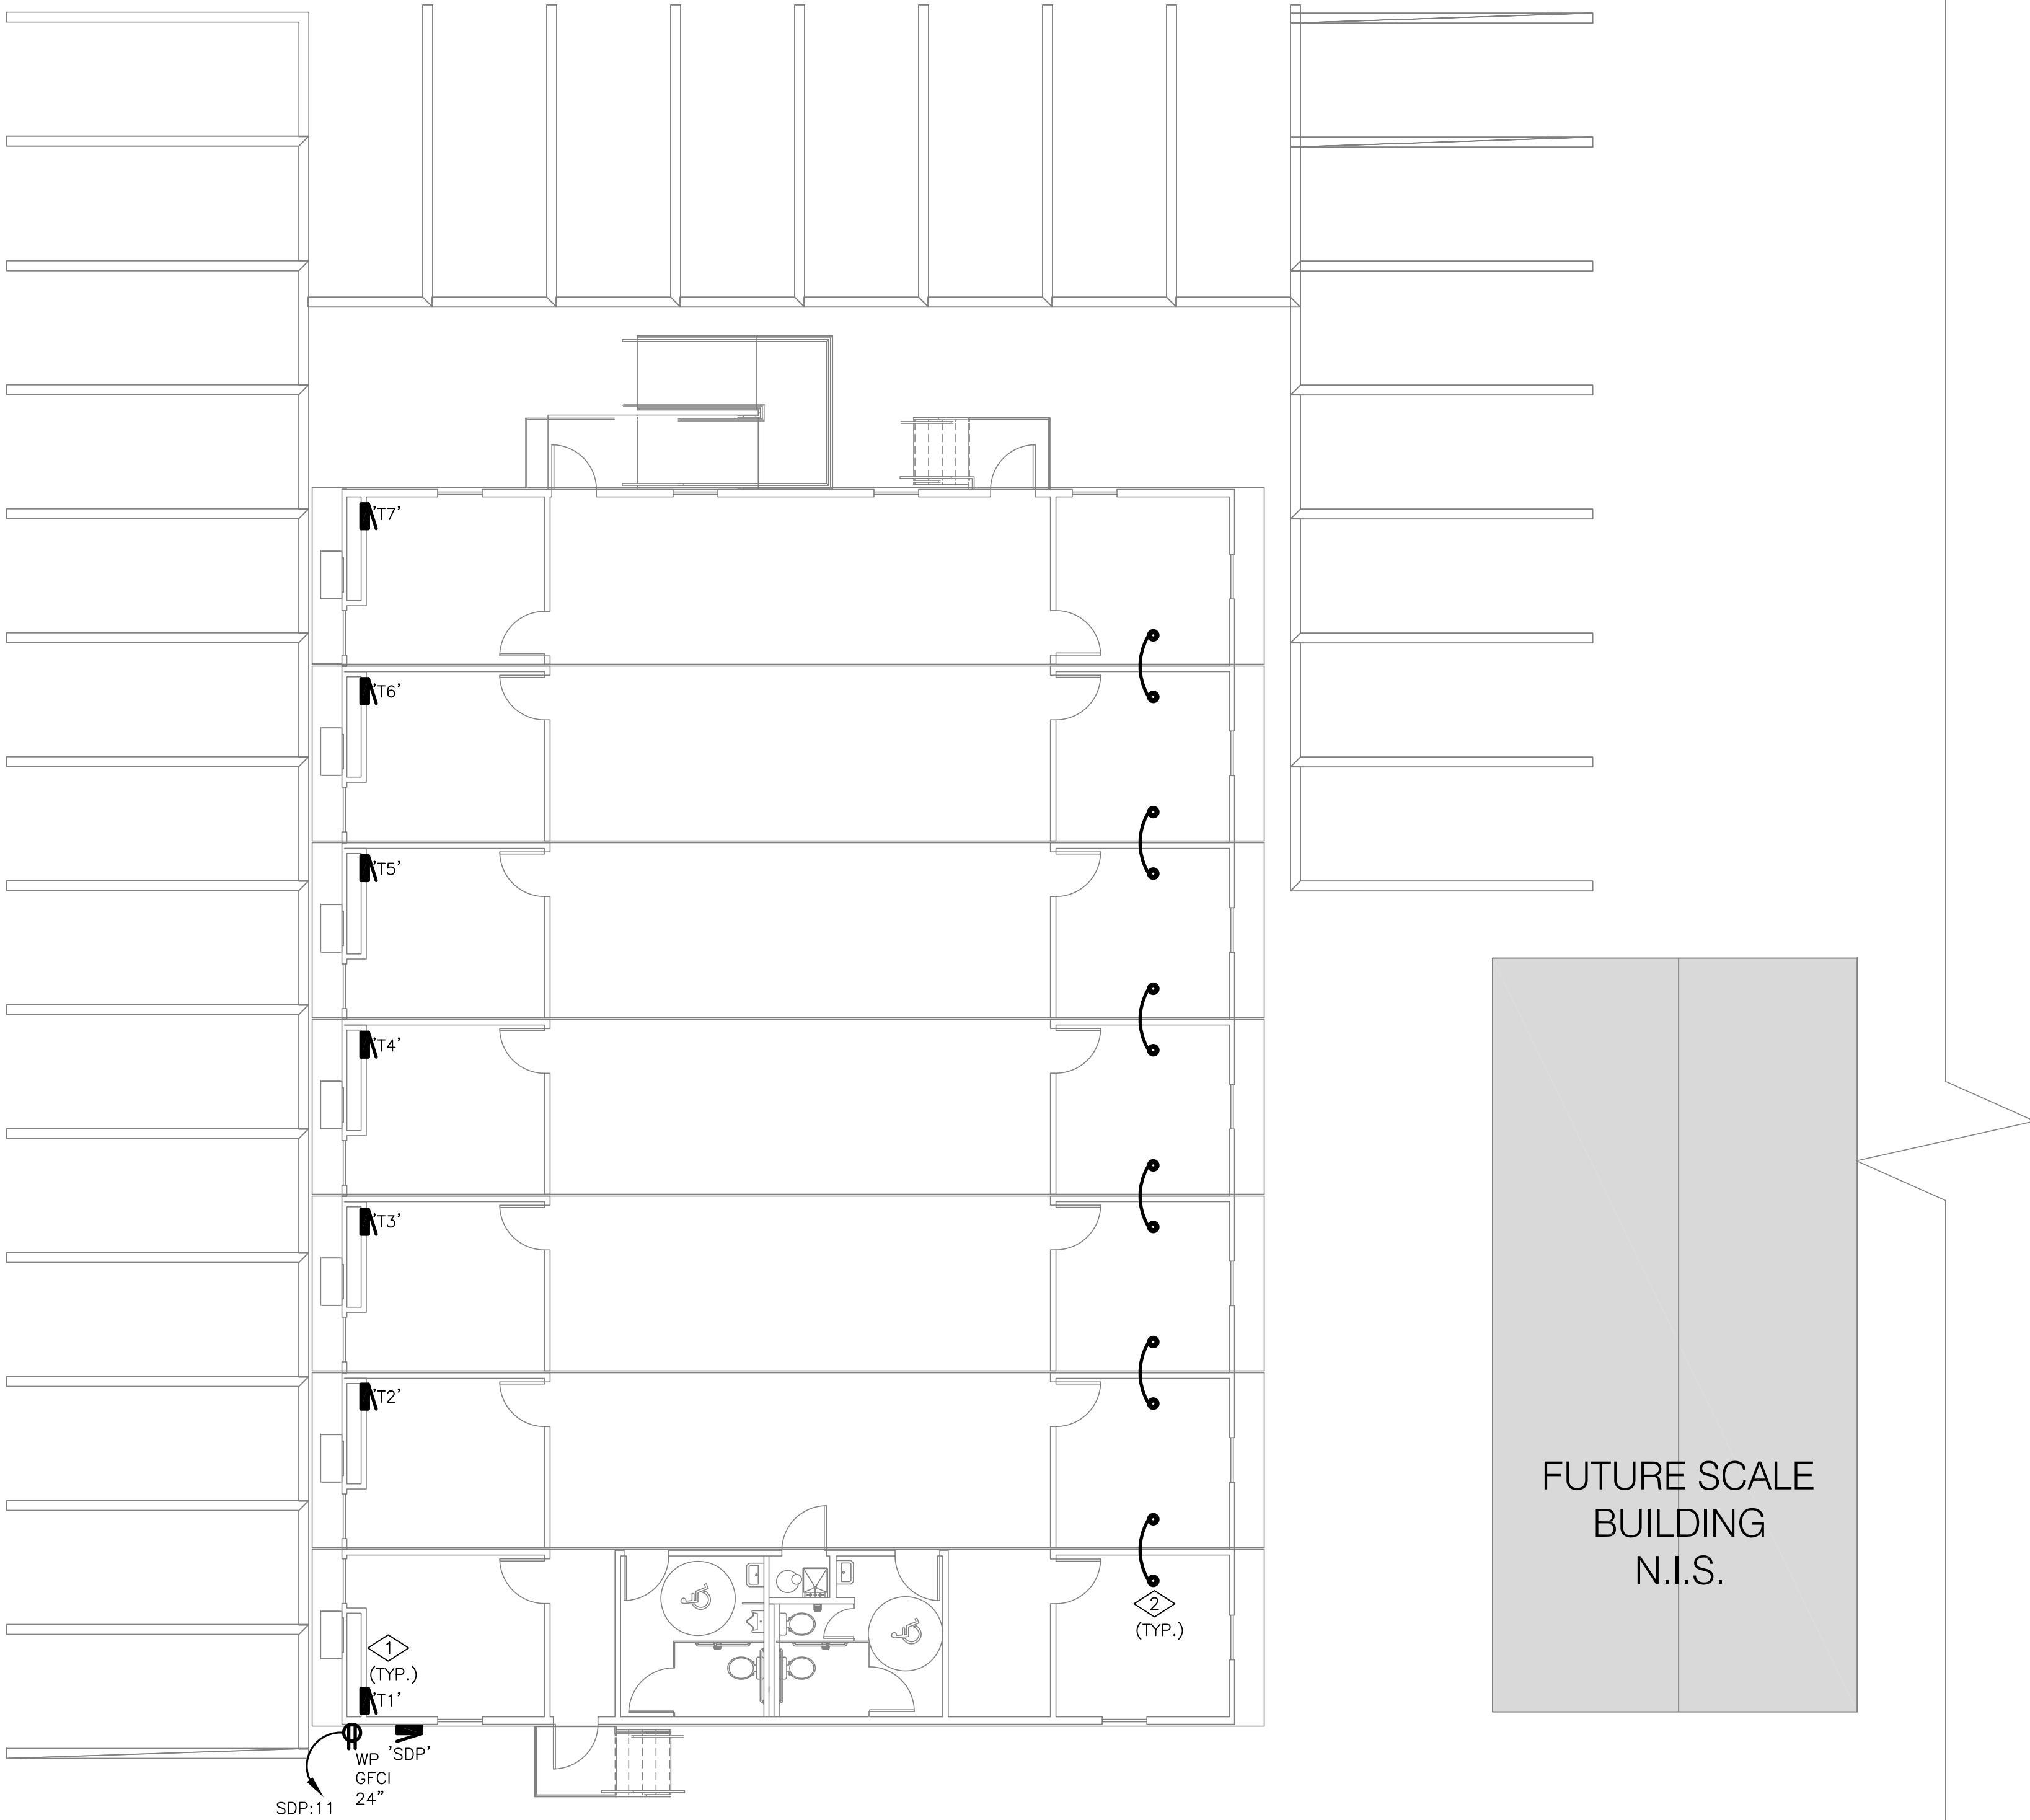 'T7'
'T6'
'T5'
'T4'
'T3'
'T2'
FUTURE SCALE
BUILDING
N.I.S.
2
(TYP.)
1
(TYP.)
'T1'
'SDP'
WP
GFCI
24"
SDP:11